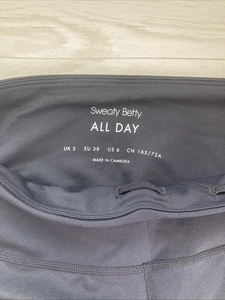 Sweaty Betty
ALL DAY
UK S EU 38 US 6 CN 165/72A
MADE IN CAMBODIA